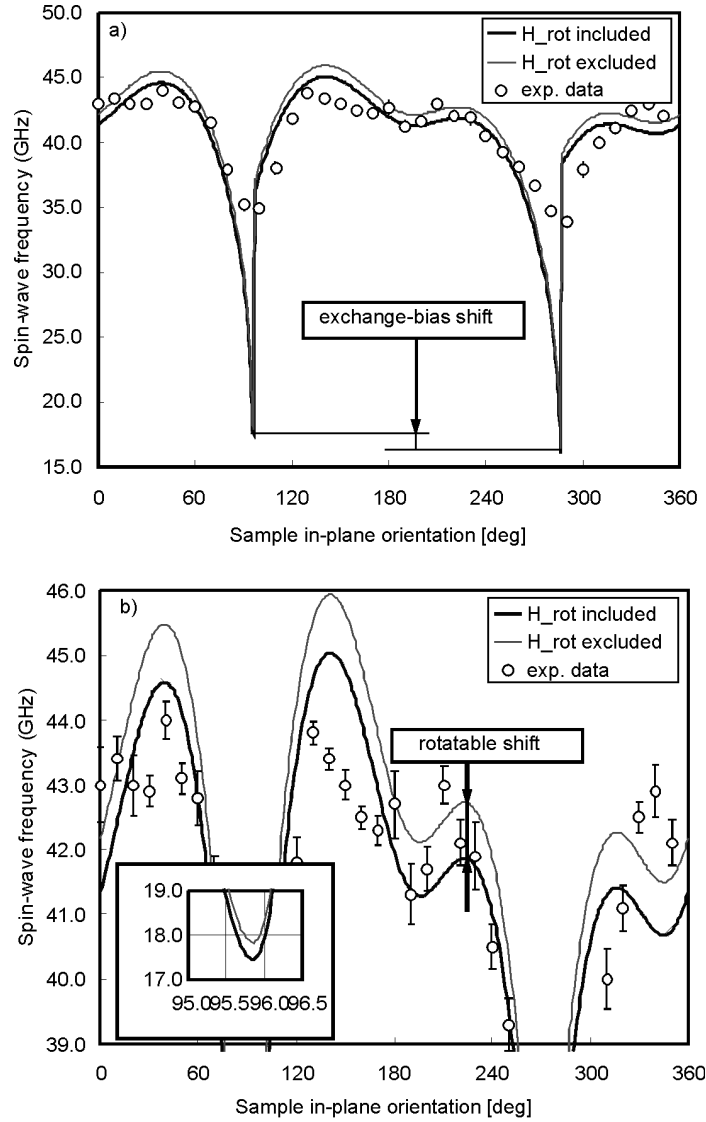 50.0
a)
H_rot included
H_rot excluded
exp. data
45.0
40.0
35.0
30.0
25.0
20.0
15.0
Spin-wave frequency (GHz)
exchange-bias shift
0 60 120 180 240 300 360
Sample in-plane orientation [deg]
46.0
b)
H_rot included
H_rot excluded
exp. data
45.0
44.0
43.0
42.0
41.0
40.0
39.0
Spin-wave frequency (GHz)
rotatable shift
19.0
18.0
17.0
95.0 95.5 96.0 96.5
0 60 120 180 240 300 360
Sample in-plane orientation [deg]